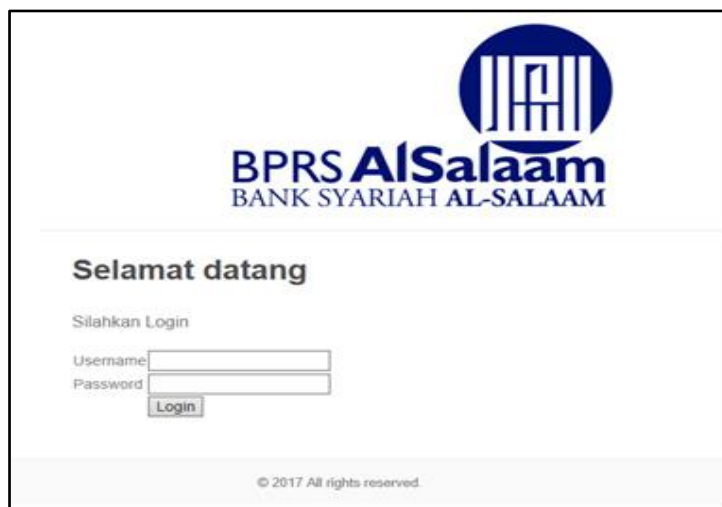 BPRS AlSalaam
BANK SYARIAH AL-SALAAM
Selamat datang
Silahkan Login
Username
Password
Login
© 2017 All rights reserved.